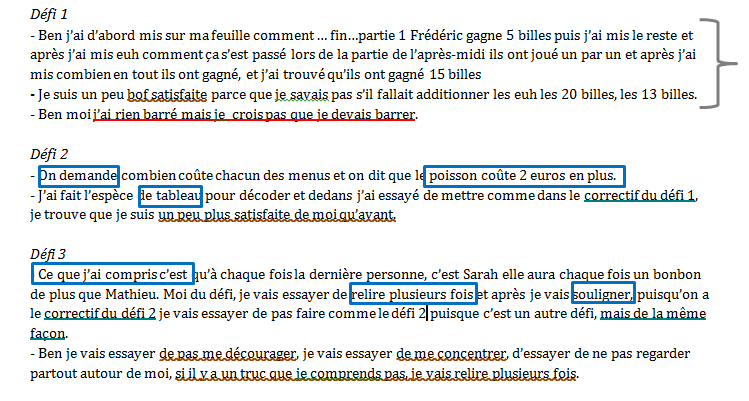 Défi 1
- Ben j’ai d’abord mis sur ma feuille comment … fin…partie 1 Frédéric gagne 5 billes puis j’ai mis le reste et
après j’ai mis euh comment ça s’est passé lors de la partie de l’après-midi ils ont joué un par un et après j’ai
mis combien en tout ils ont gagné, et j’ai trouvé qu’ils ont gagné 15 billes
- Je suis un peu bof satisfaite parce que je savais pas s’il fallait additionner les euh les 20 billes, les 13 billes.
- Ben moi j’ai rien barré mais je crois pas que je devais barrer.
Défi 2
- On demande combien coûte chacun des menus et on dit que le poisson coûte 2 euros en plus.
- J’ai fait l’espèce de tableau pour décoder et dedans j’ai essayé de mettre comme dans le correctif du défi 1,
je trouve que je suis un peu plus satisfaite de moi qu’avant.
Défi 3
Ce que j’ai compris c’est qu’à chaque fois la dernière personne, c’est Sarah elle aura chaque fois un bonbon
de plus que Mathieu. Moi du défi, je vais essayer de relire plusieurs fois et après je vais souligner, puisqu’on a
le correctif du défi 2 je vais essayer de pas faire comme le défi 2 puisque c’est un autre défi, mais de la même
façon.
- Ben je vais essayer de pas me décourager, je vais essayer de me concentrer, d’essayer de ne pas regarder
partout autour de moi, si il y a un truc que je comprends pas, je vais relire plusieurs fois.